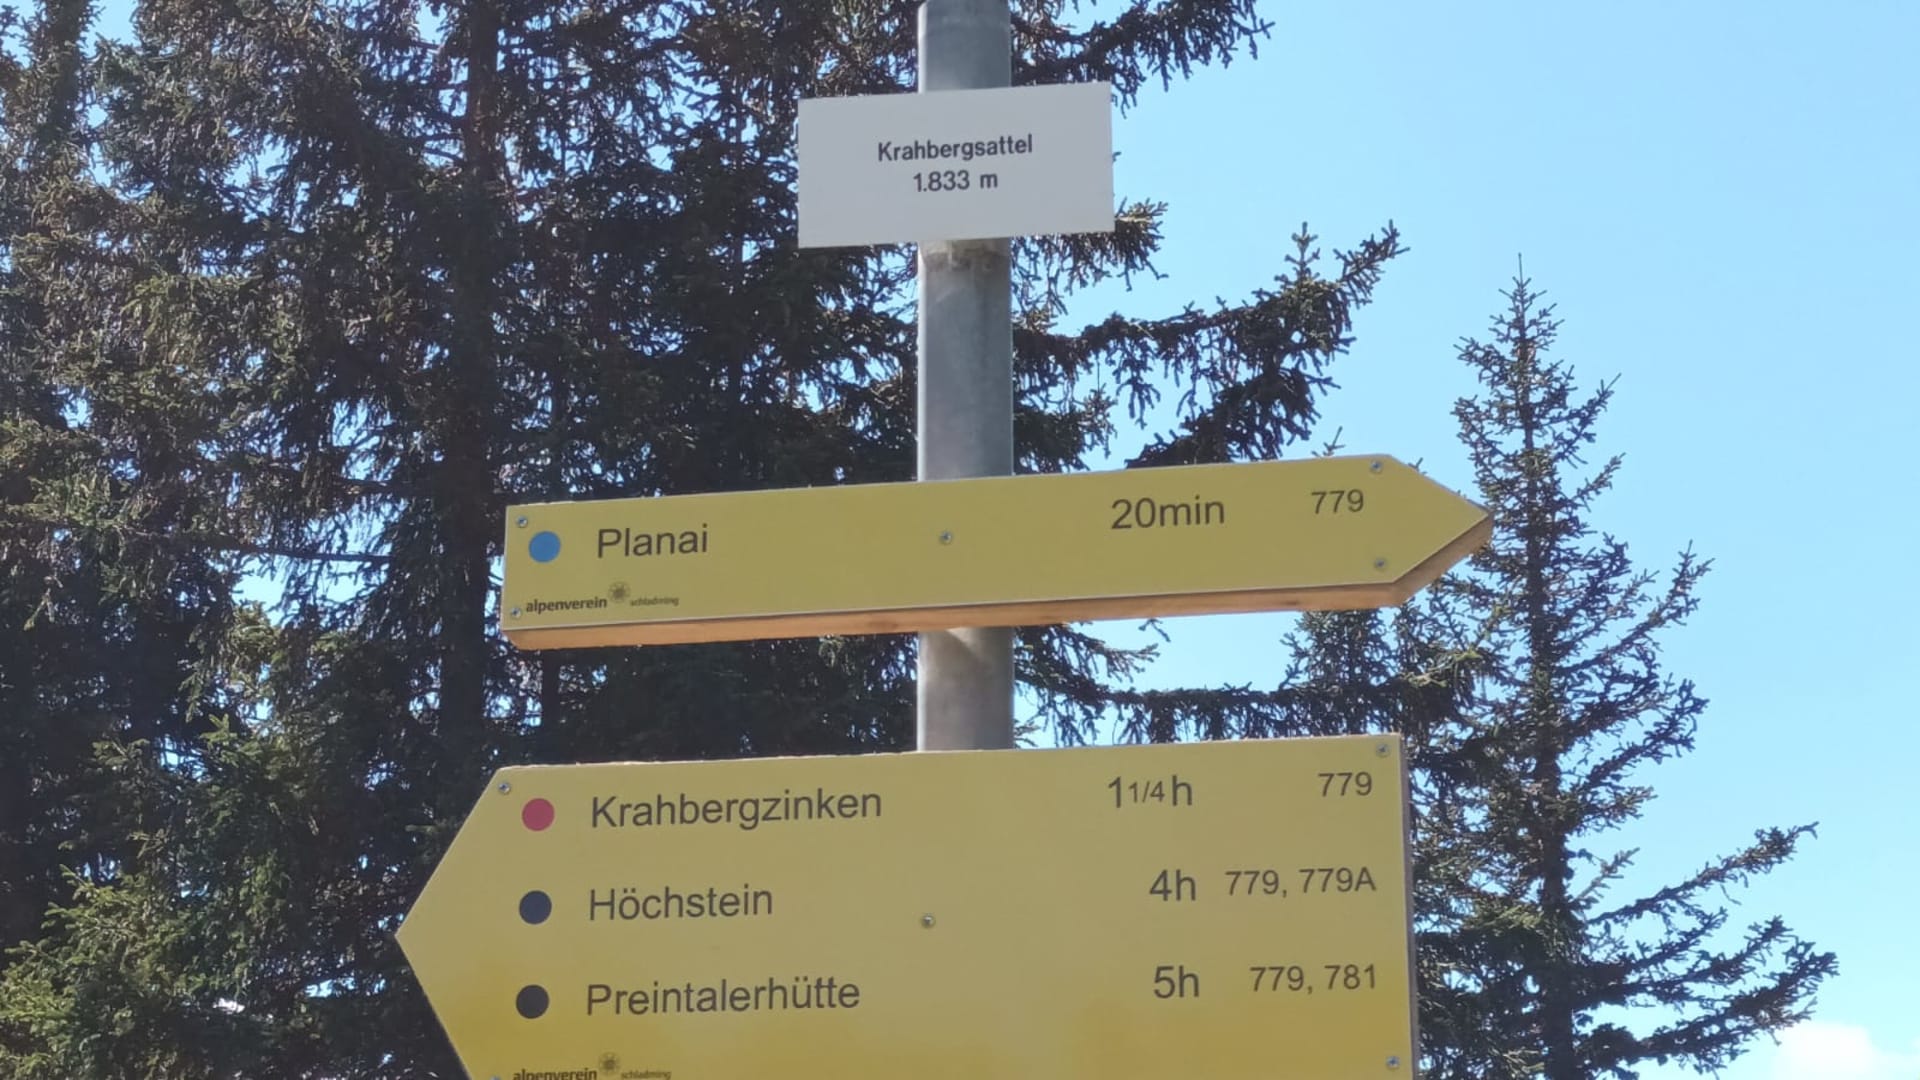 Krahbergsattel
1.833 m
Planai 20min 779
alpenverein schladming
Krahbergzinken 1 1/4 h 779
Höchstein 4h 779, 779A
Preintalerhütte 5h 779, 781
alpenverein schladming